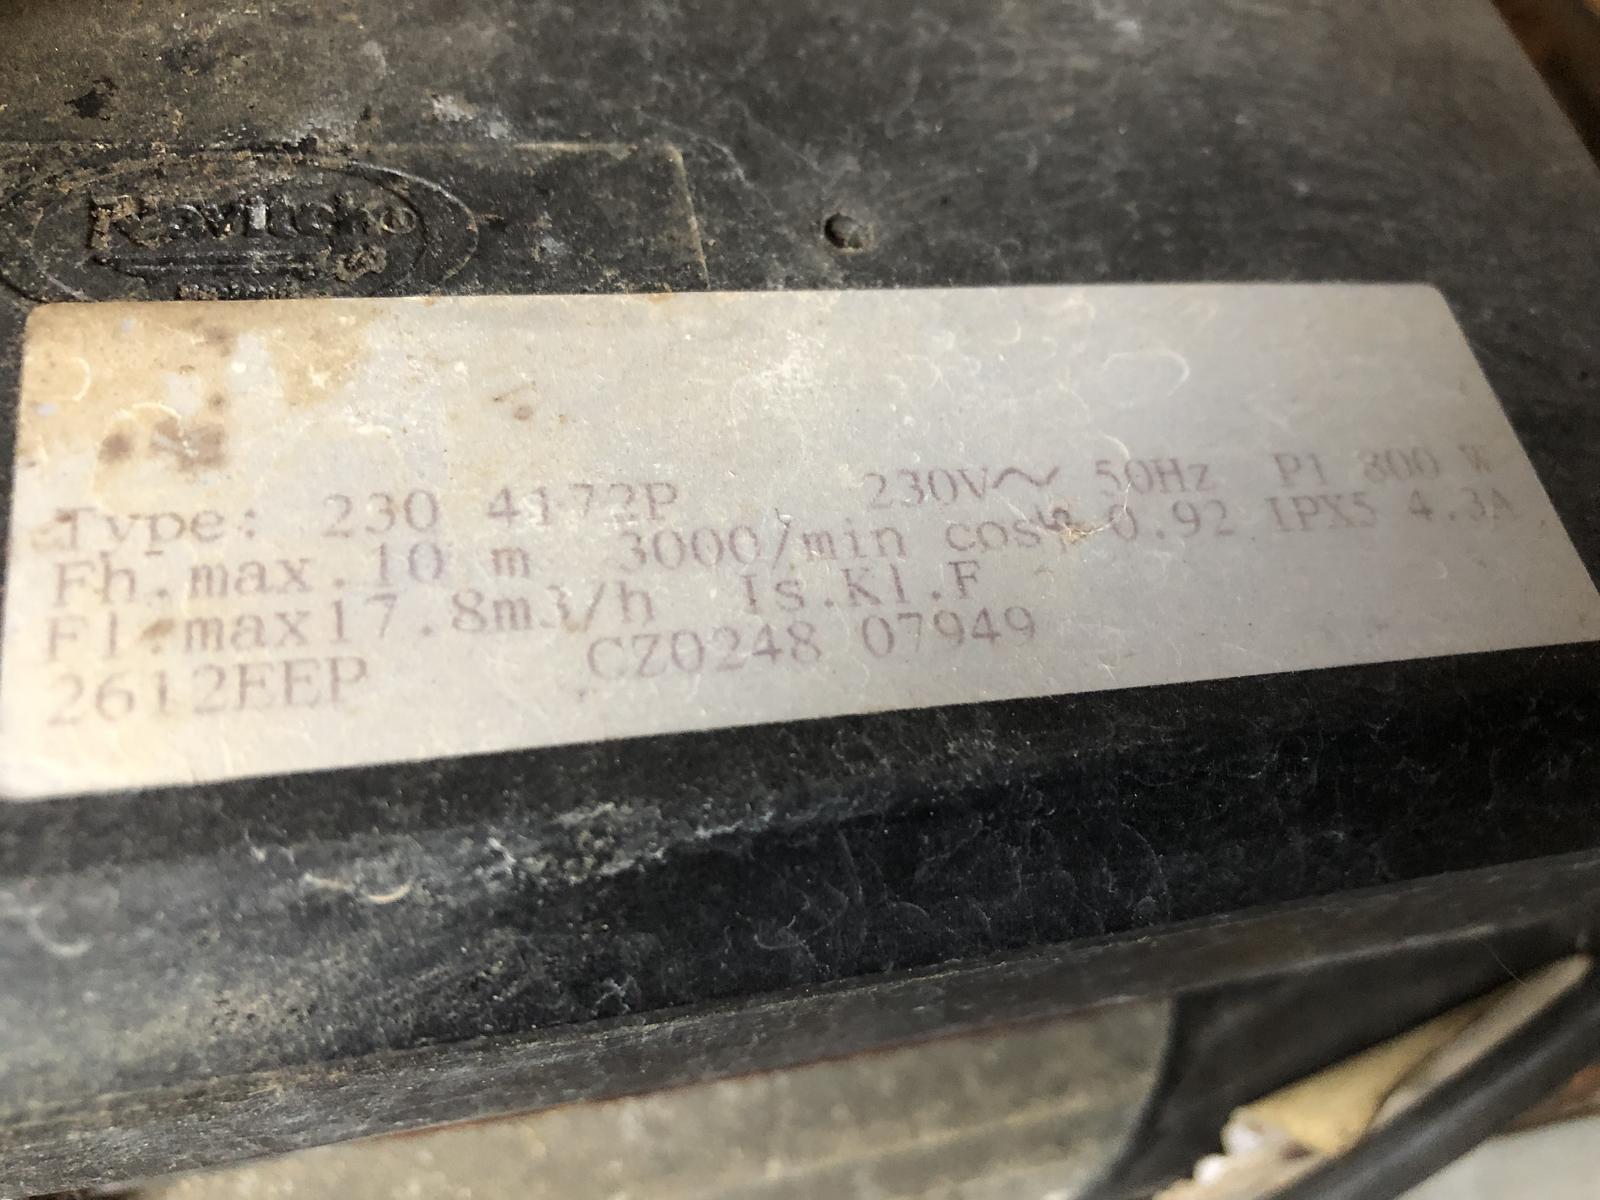 Type: 230 4172P 230V~ 50Hz P1 800 W
Fh.max.10 m 3000/min cosφ 0.92 IPX5 4.3A
Fl.max17.8m3/h Is.Kl.F
2612EEP CZ0248 07949